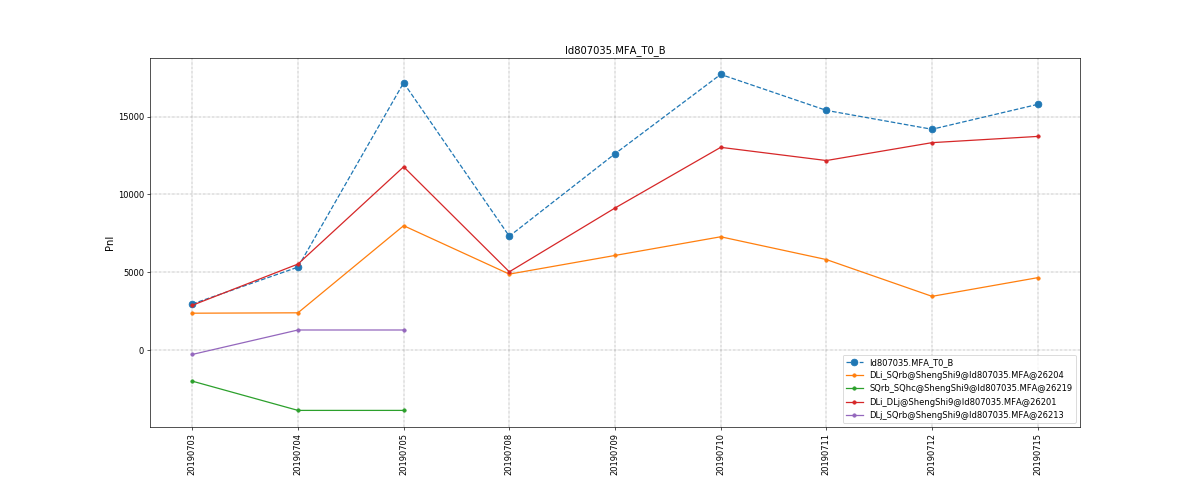 Id807035.MFA_T0_B
15000
10000
5000
0
Pnl
20190703
20190704
20190705
20190708
20190709
20190710
20190711
20190712
20190715
Id807035.MFA_T0_B
DLi_SQrb@ShengShi9@Id807035.MFA@26204
SQrb_SQhc@ShengShi9@Id807035.MFA@26219
DLi_DLj@ShengShi9@Id807035.MFA@26201
DLj_SQrb@ShengShi9@Id807035.MFA@26213